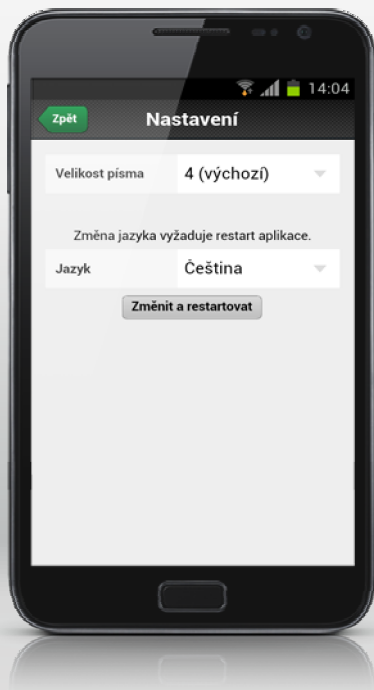 14:04
Zpět
Nastavení
Velikost písma 4 (výchozí)
Změna jazyka vyžaduje restart aplikace.
Jazyk Čeština
Změnit a restartovat